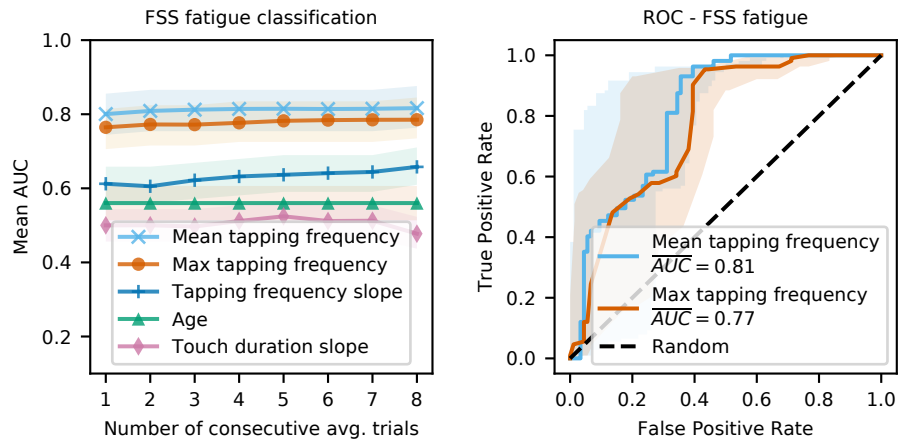 FSS fatigue classification
Mean AUC
1.0
0.8
0.6
0.4
0.2
Mean tapping frequency
Max tapping frequency
Tapping frequency slope
Age
Touch duration slope
1 2 3 4 5 6 7 8
Number of consecutive avg. trials
ROC - FSS fatigue
True Positive Rate
1.0
0.8
0.6
0.4
0.2
0.0
Mean tapping frequency
A̅U̅C̅ = 0.81
Max tapping frequency
A̅U̅C̅ = 0.77
Random
0.0 0.2 0.4 0.6 0.8 1.0
False Positive Rate